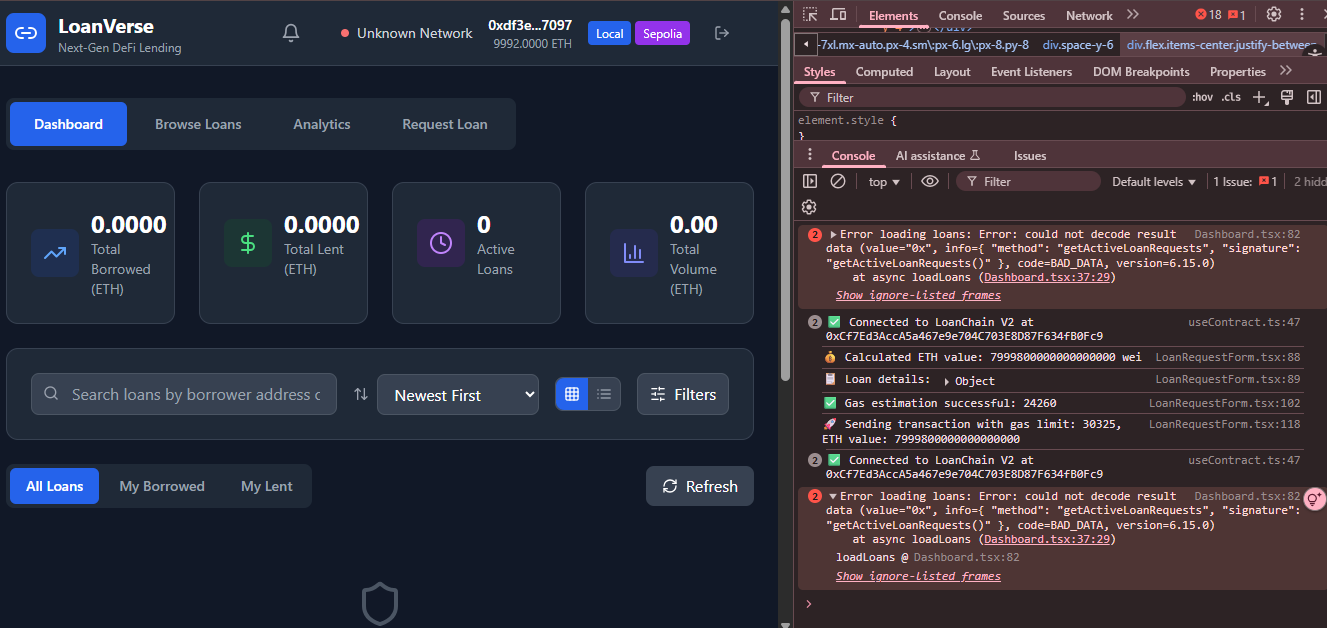 LoanVerse
Next-Gen DeFi Lending
Unknown Network
0xdf3e...7097
9992.0000 ETH
Local
Sepolia
Dashboard
Browse Loans
Analytics
Request Loan
0.0000
Total
Borrowed
(ETH)
0.0000
Total Lent
(ETH)
0
Active
Loans
0.00
Total
Volume
(ETH)
Search loans by borrower address o
Newest First
Filters
All Loans
My Borrowed
My Lent
Refresh
Elements
Console
Sources
Network
18
1
-7xl.mx-auto.px-4.sm\:px-6.lg\:px-8.py-8
div.space-y-6
div.flex.items-center.justify-betwee
Styles
Computed
Layout
Event Listeners
DOM Breakpoints
Properties
Filter
:hov
.cls
element.style {
}
Console
AI assistance
Issues
top
Filter
Default levels
1 Issue:
1
2 hidd
2
Error loading loans: Error: could not decode result
Dashboard.tsx:82
data (value="0x", info={ "method": "getActiveLoanRequests", "signature":
"getActiveLoanRequests()" }, code=BAD_DATA, version=6.15.0)
at async loadLoans (Dashboard.tsx:37:29)
Show ignore-listed frames
2
✅ Connected to LoanChain V2 at
useContract.ts:47
0xCf7Ed3AccA5a467e9e704C703E8D87F634fB0Fc9
💰 Calculated ETH value: 7999800000000000000 wei
LoanRequestForm.tsx:88
📋 Loan details:
Object
LoanRequestForm.tsx:89
✅ Gas estimation successful: 24260
LoanRequestForm.tsx:102
🚀 Sending transaction with gas limit: 30325,
LoanRequestForm.tsx:118
ETH value: 7999800000000000000
2
✅ Connected to LoanChain V2 at
useContract.ts:47
0xCf7Ed3AccA5a467e9e704C703E8D87F634fB0Fc9
2
Error loading loans: Error: could not decode result
Dashboard.tsx:82
data (value="0x", info={ "method": "getActiveLoanRequests", "signature":
"getActiveLoanRequests()" }, code=BAD_DATA, version=6.15.0)
at async loadLoans (Dashboard.tsx:37:29)
loadLoans @ Dashboard.tsx:82
Show ignore-listed frames